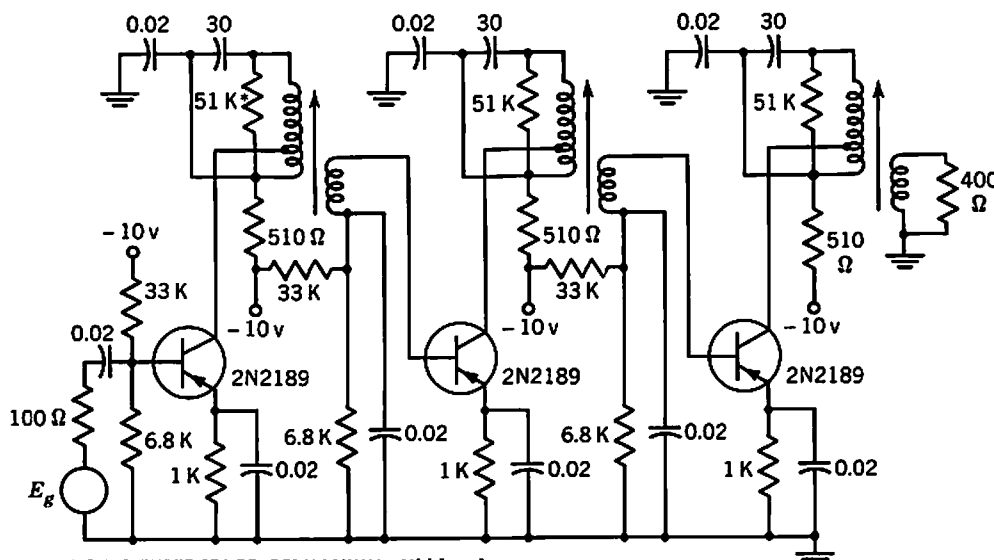 0.02 30 0.02 30 0.02 30
51 K* 51 K 51 K
400 Ω
510 Ω 510 Ω 510 Ω
-10 v
33 K 33 K 33 K
-10 v -10 v -10 v
0.02
2N2189 2N2189 2N2189
100 Ω
6.8 K 6.8 K 0.02 6.8 K 0.02
1 K 0.02 1 K 0.02 1 K 0.02
Eg